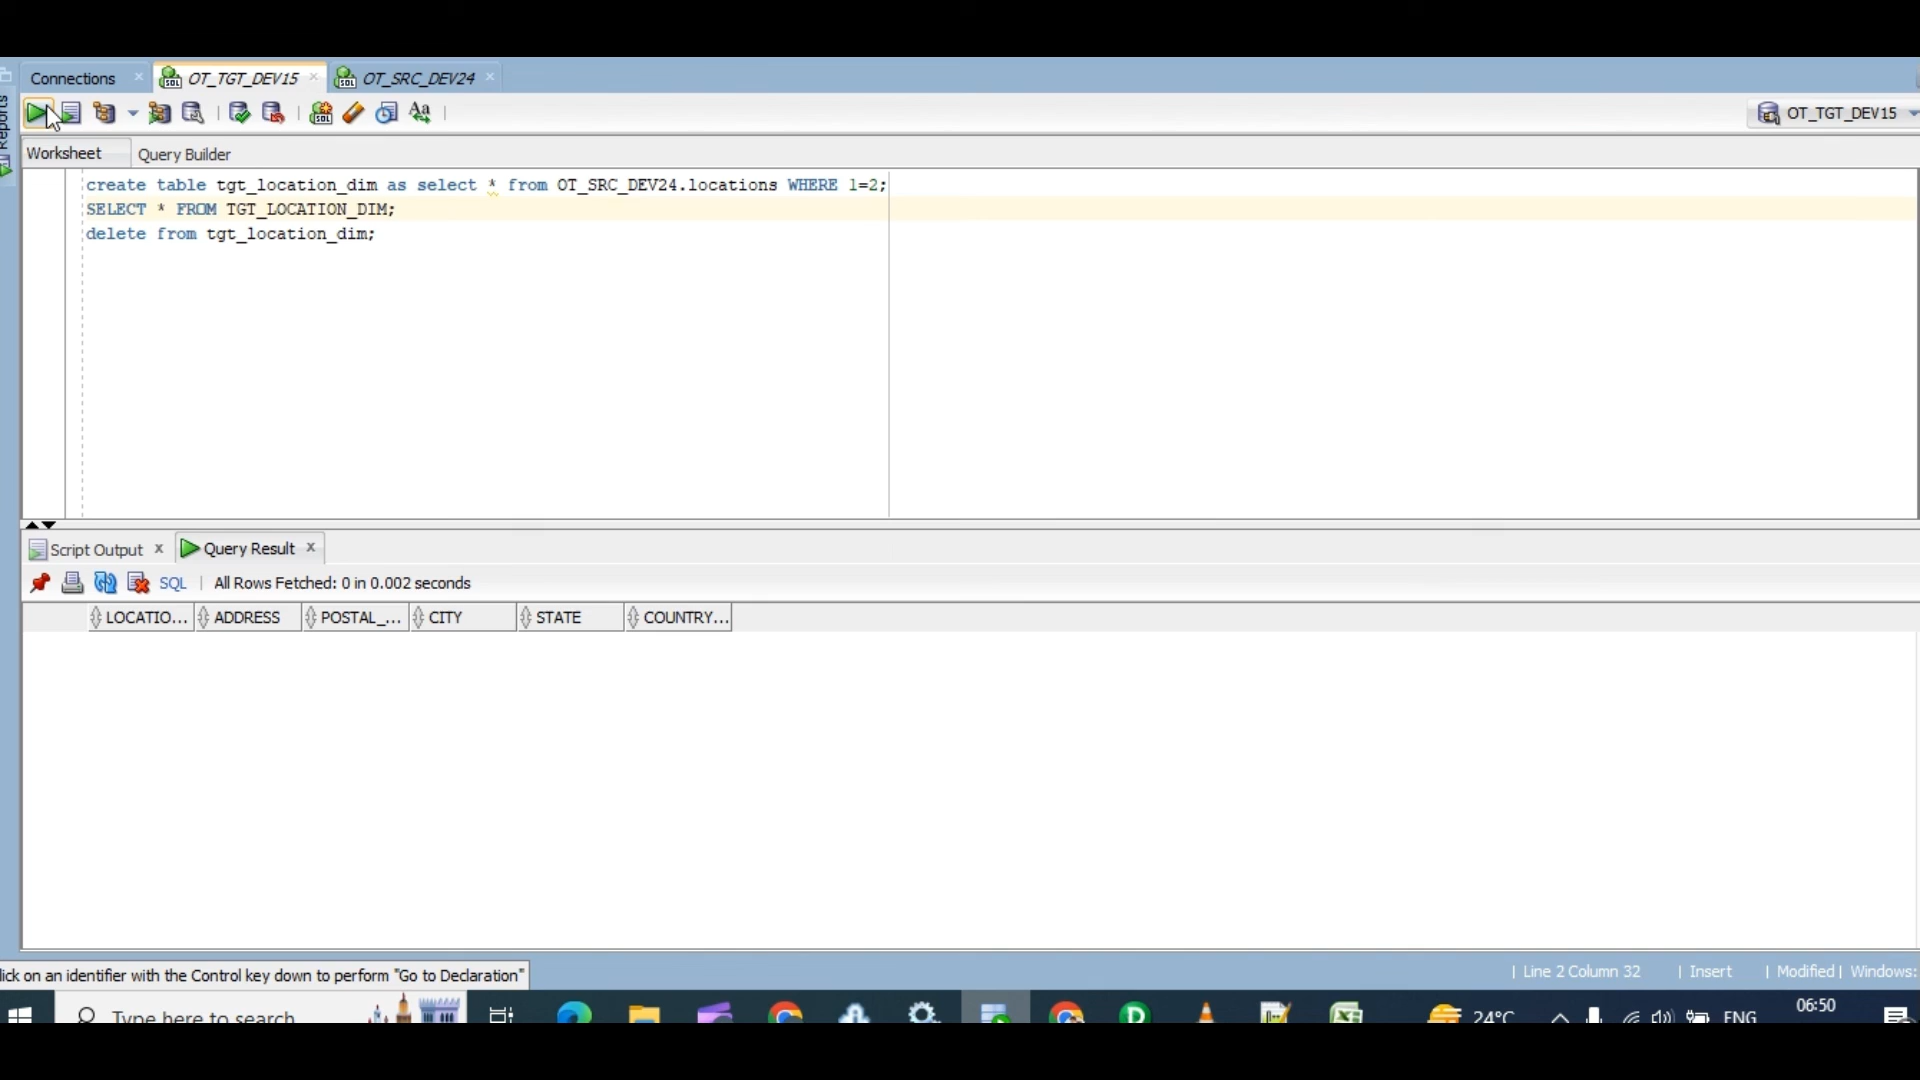 Connections
OT_TGT_DEV15
OT_SRC_DEV24
Reports
OT_TGT_DEV15
Worksheet
Query Builder
create table tgt_location_dim as select * from OT_SRC_DEV24.locations WHERE 1=2;
SELECT * FROM TGT_LOCATION_DIM;
delete from tgt_location_dim;
Script Output
Query Result
SQL | All Rows Fetched: 0 in 0.002 seconds
LOCATIO... ADDRESS POSTAL_... CITY STATE COUNTRY...
lick on an identifier with the Control key down to perform "Go to Declaration"
| Line 2 Column 32 | Insert | Modified | Windows:
Type here to search
24°C
ENG
06:50